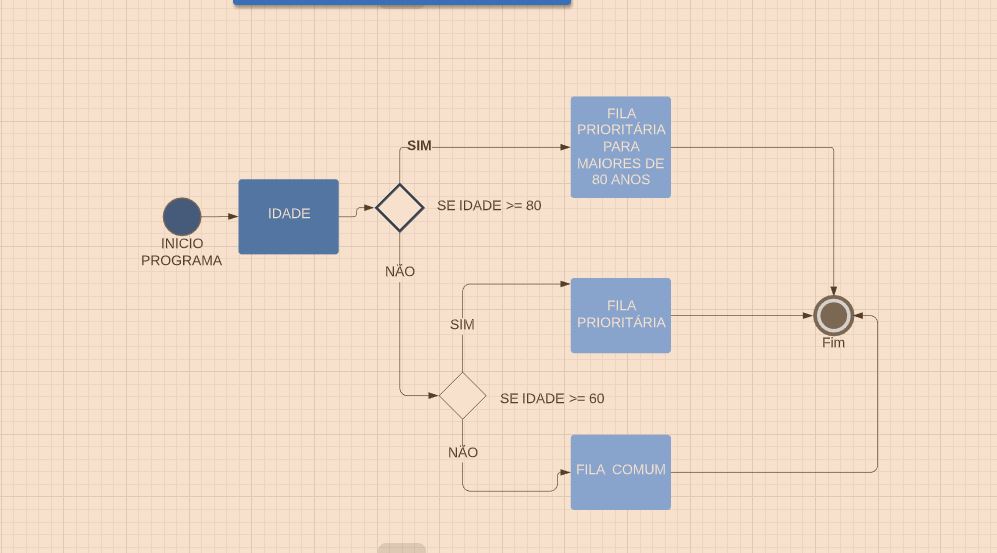 FILA
PRIORITÁRIA
PARA
MAIORES DE
80 ANOS
SIM
IDADE
SE IDADE >= 80
INICIO
PROGRAMA
NÃO
FILA
PRIORITÁRIA
SIM
Fim
SE IDADE >= 60
NÃO
FILA COMUM